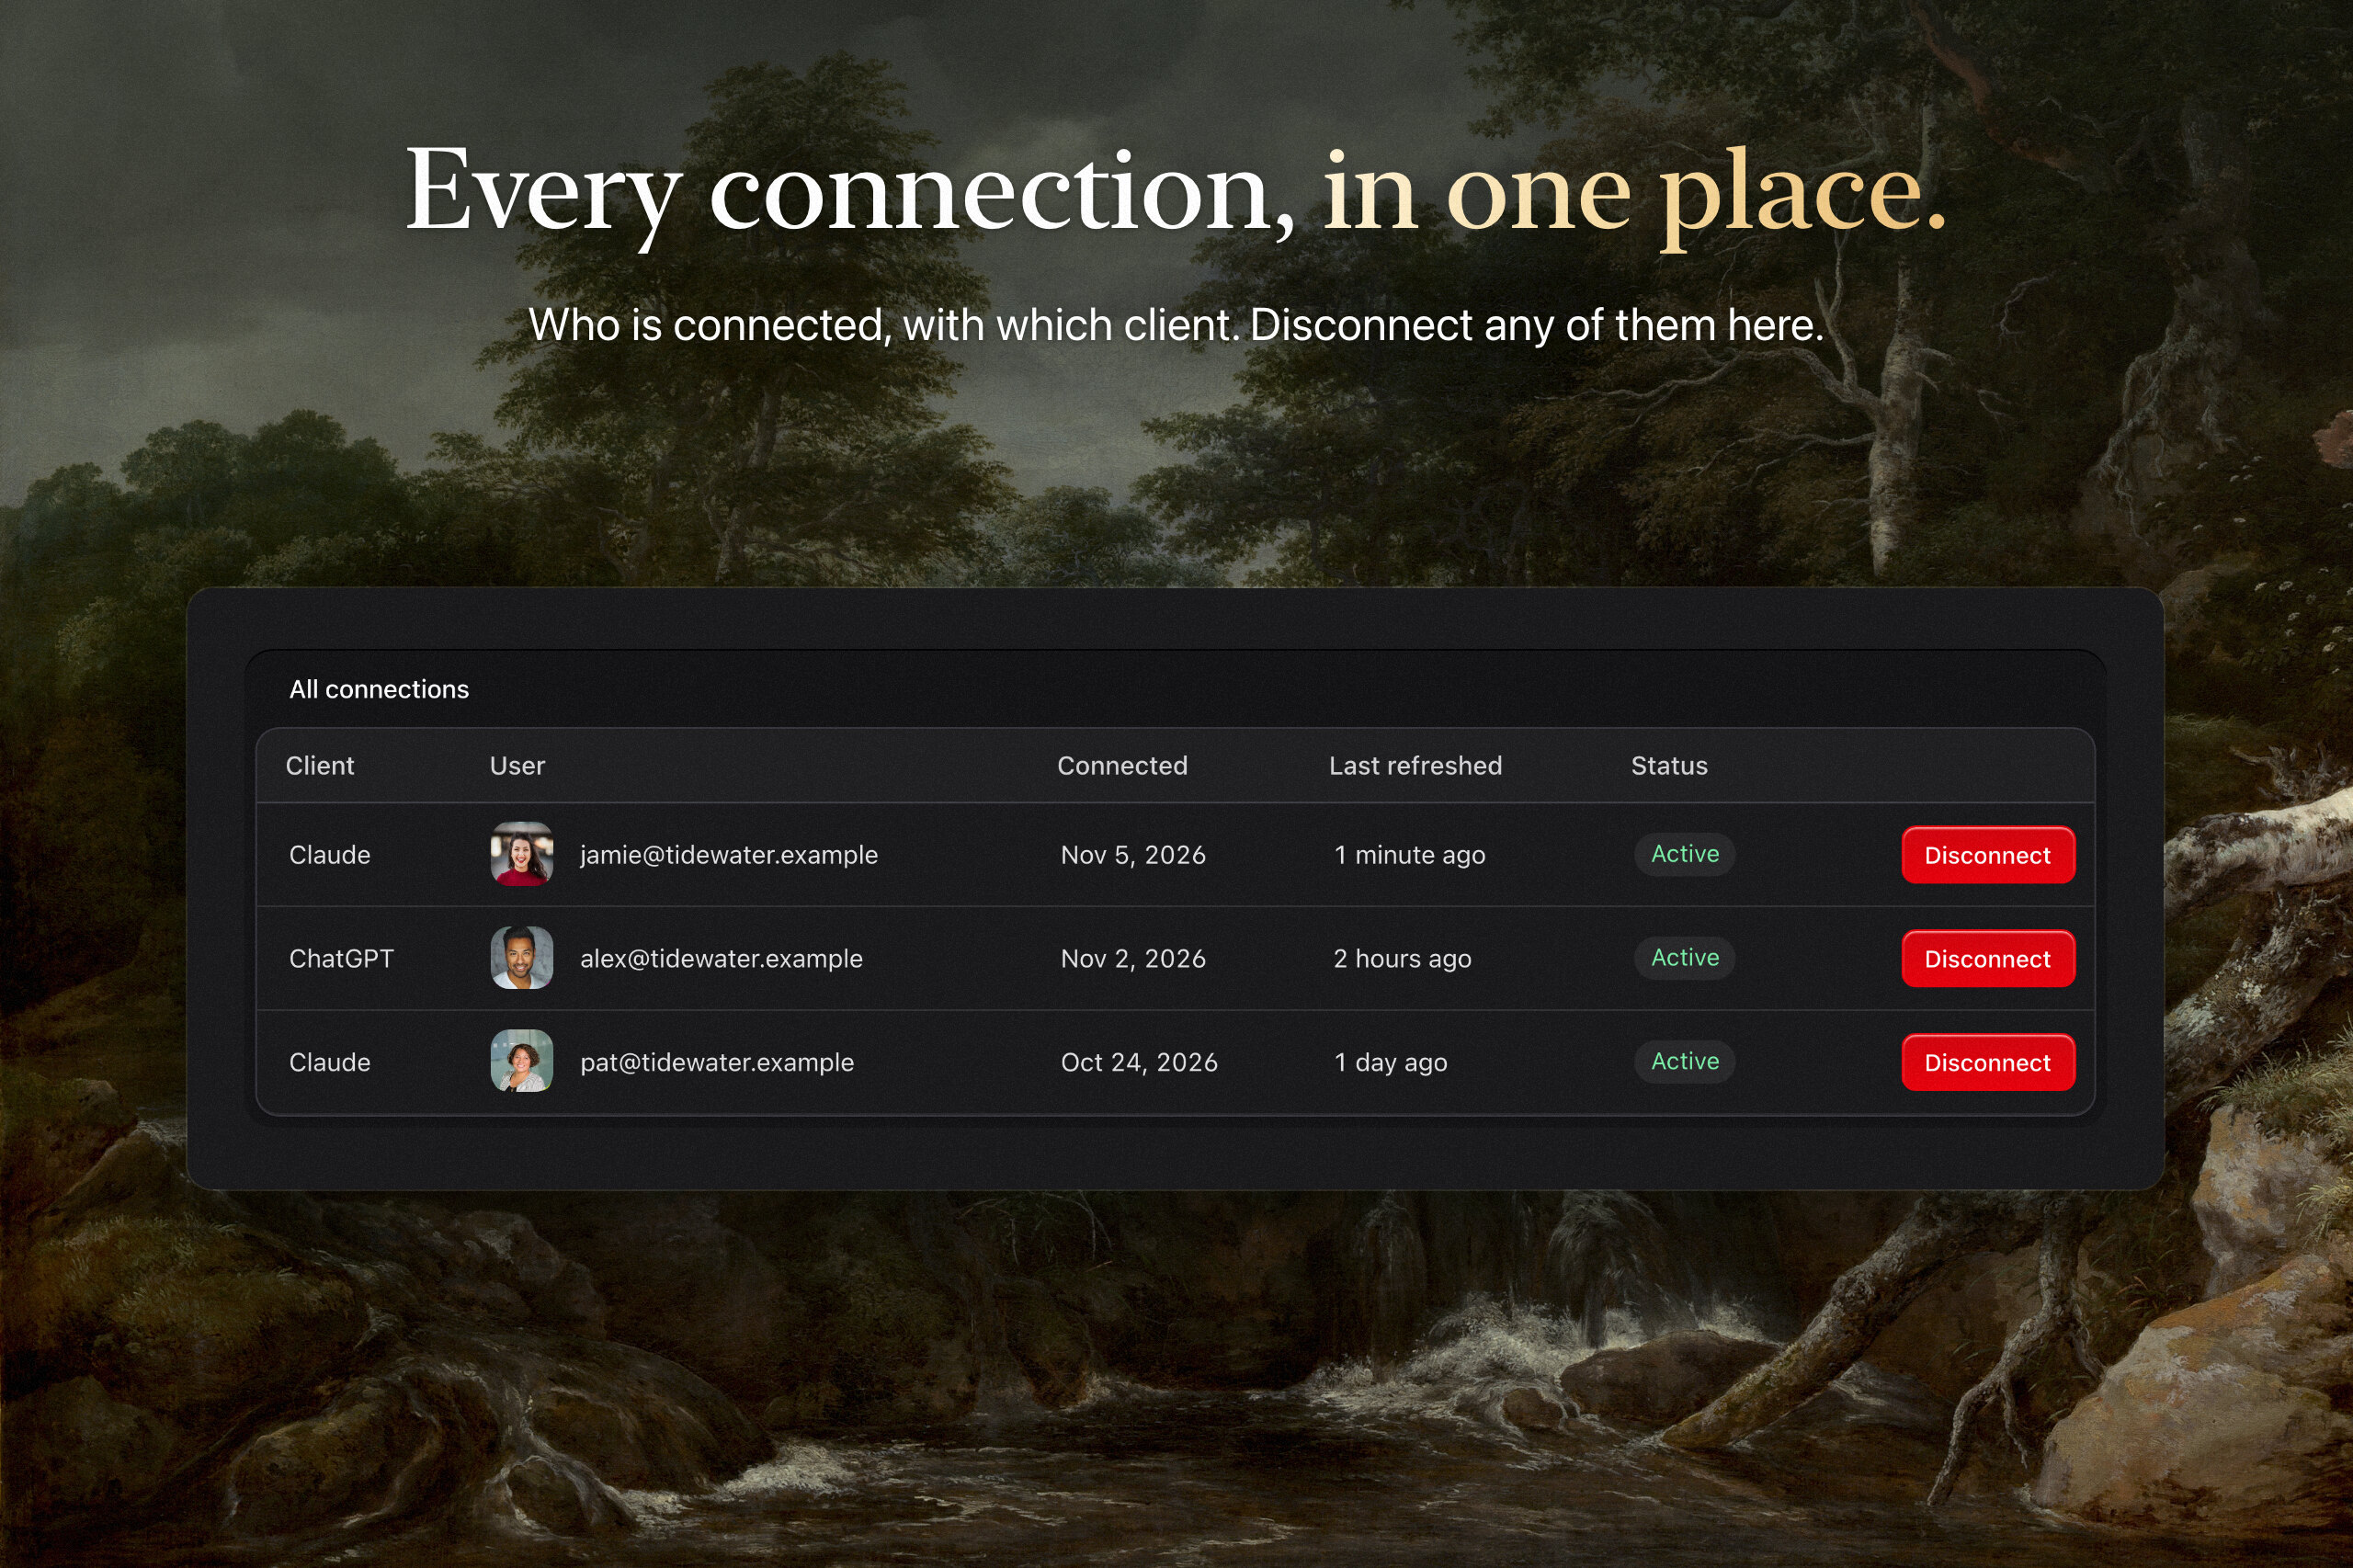 Every connection, in one place.
Who is connected, with which client. Disconnect any of them here.
All connections
Client User Connected Last refreshed Status
Claude jamie@tidewater.example Nov 5, 2026 1 minute ago Active Disconnect
ChatGPT alex@tidewater.example Nov 2, 2026 2 hours ago Active Disconnect
Claude pat@tidewater.example Oct 24, 2026 1 day ago Active Disconnect